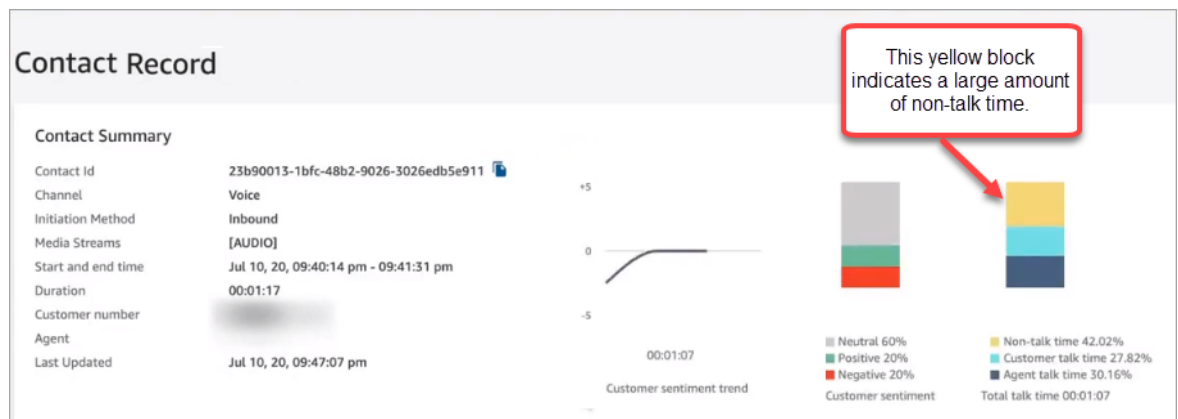 Contact Record
This yellow block
indicates a large amount
of non-talk time.
Contact Summary
Contact Id 23b90013-1bfc-48b2-9026-3026edb5e911
Channel Voice
Initiation Method Inbound
Media Streams [AUDIO]
Start and end time Jul 10, 20, 09:40:14 pm - 09:41:31 pm
Duration 00:01:17
Customer number
Agent
Last Updated Jul 10, 20, 09:47:07 pm
+5
0
-5
00:01:07
Customer sentiment trend
Neutral 60%
Positive 20%
Negative 20%
Customer sentiment
Non-talk time 42.02%
Customer talk time 27.82%
Agent talk time 30.16%
Total talk time 00:01:07